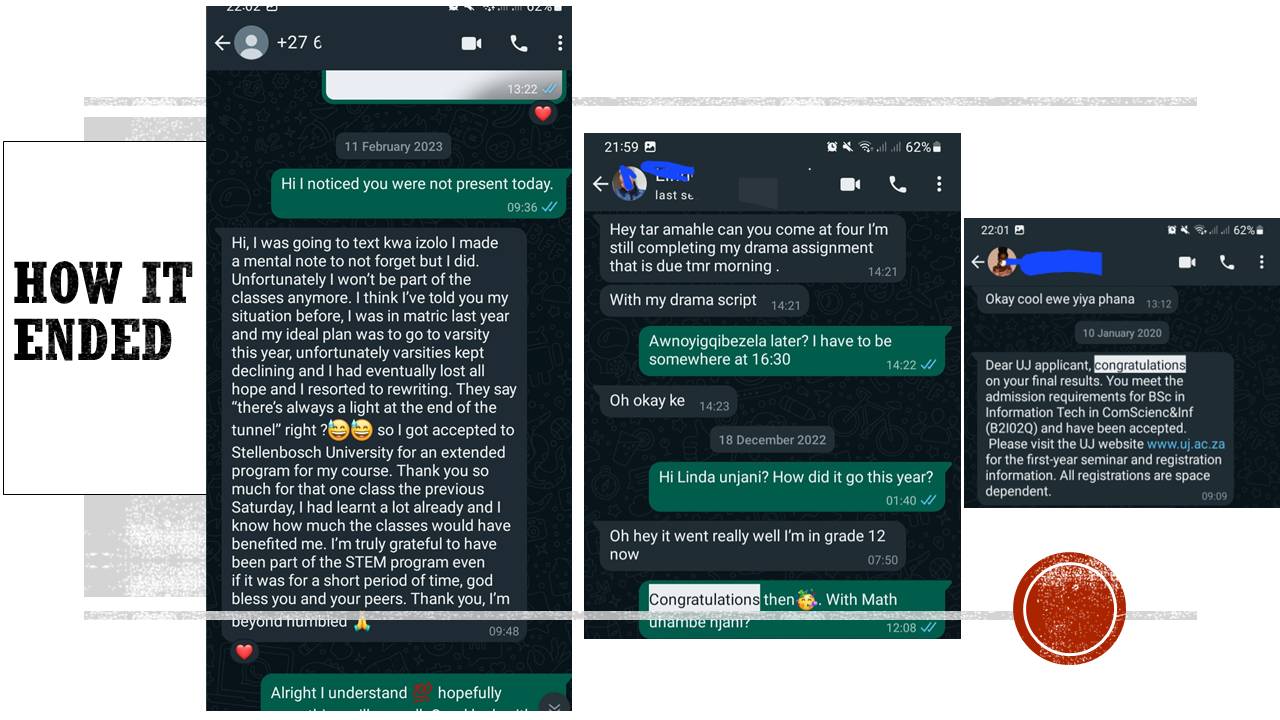 HOW IT
ENDED
22:02 62%
+27 6
13:22
11 February 2023
Hi I noticed you were not present today.
09:36
Hi, I was going to text kwa izolo I made
a mental note to not forget but I did.
Unfortunately I won't be part of the
classes anymore. I think I've told you my
situation before, I was in matric last year
and my ideal plan was to go to varsity
this year, unfortunately varsities kept
declining and I had eventually lost all
hope and I resorted to rewriting. They say
“there's always a light at the end of the
tunnel” right ?😅😅 so I got accepted to
Stellenbosch University for an extended
program for my course. Thank you so
much for that one class the previous
Saturday, I had learnt a lot already and I
know how much the classes would have
benefited me. I'm truly grateful to have
been part of the STEM program even
if it was for a short period of time, god
bless you and your peers. Thank you, I'm
beyond humbled 🙏
09:48
Alright I understand 💯 hopefully
21:59 62%
last se
Hey tar amahle can you come at four I'm
still completing my drama assignment
that is due tmr morning .
14:21
With my drama script 14:21
Awnoyigqibezela later? I have to be
somewhere at 16:30
14:22
Oh okay ke 14:23
18 December 2022
Hi Linda unjani? How did it go this year?
01:40
Oh hey it went really well I'm in grade 12
now
07:50
Congratulations then🥳. With Math
uhambe njani?
12:08
22:01 62%
Okay cool ewe yiya phana 13:12
10 January 2020
Dear UJ applicant, congratulations
on your final results. You meet the
admission requirements for BSc in
Information Tech in ComScienc&Inf
(B2I02Q) and have been accepted.
Please visit the UJ website www.uj.ac.za
for the first-year seminar and registration
information. All registrations are space
dependent.
09:09